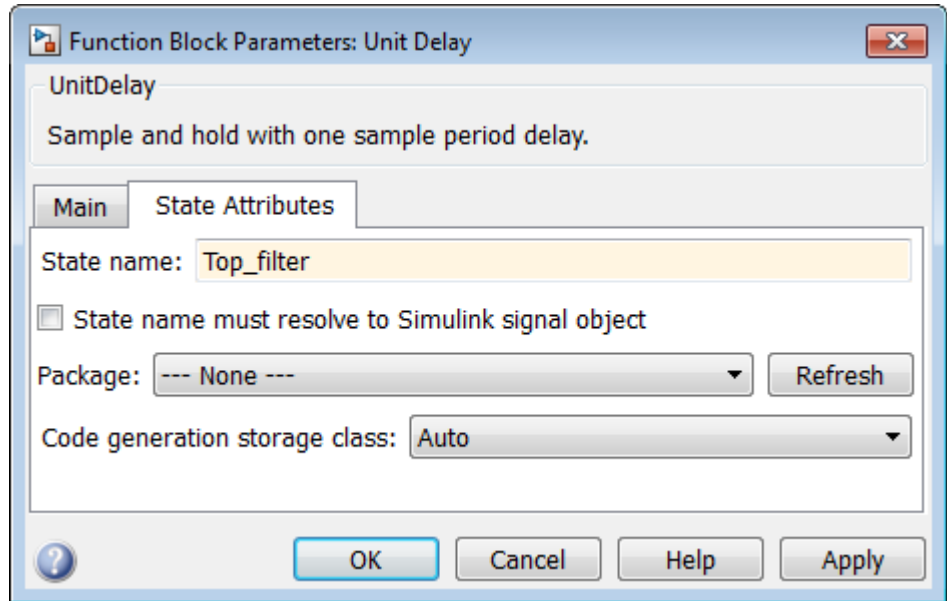 Function Block Parameters: Unit Delay
UnitDelay
Sample and hold with one sample period delay.
Main State Attributes
State name: Top_filter
State name must resolve to Simulink signal object
Package: --- None --- Refresh
Code generation storage class: Auto
? OK Cancel Help Apply